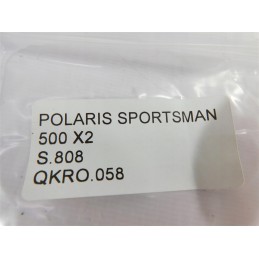 POLARIS SPORTSMAN
500 X2
S.808
QKRO.058